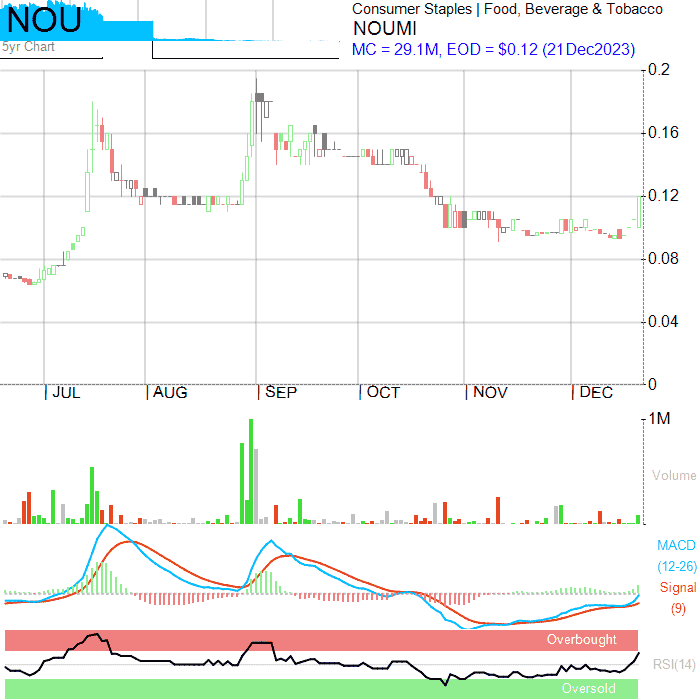 NOU
5yr Chart
Consumer Staples | Food, Beverage & Tobacco
NOUMI
MC = 29.1M, EOD = $0.12 (21Dec2023)
0.2
0.16
0.12
0.08
0.04
0
JUL AUG SEP OCT NOV DEC
1M
Volume
MACD
(12-26)
Signal
(9)
Overbought
RSI(14)
Oversold